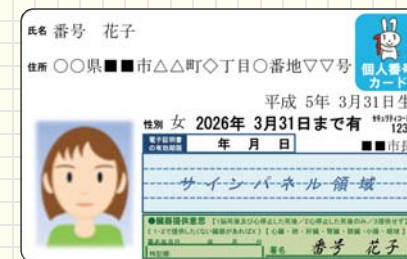 氏名 番号 花子
住所 〇〇県■■市△△町◇丁目〇番地▽▽号
個人番号
カード
平成 5年 3月31日生
性別 女 2026年 3月31日まで有
123
電子証明書
の有効期限
年 月 日
■■市長
サインパネル領域
●臓器提供意思
署名 番号 花子